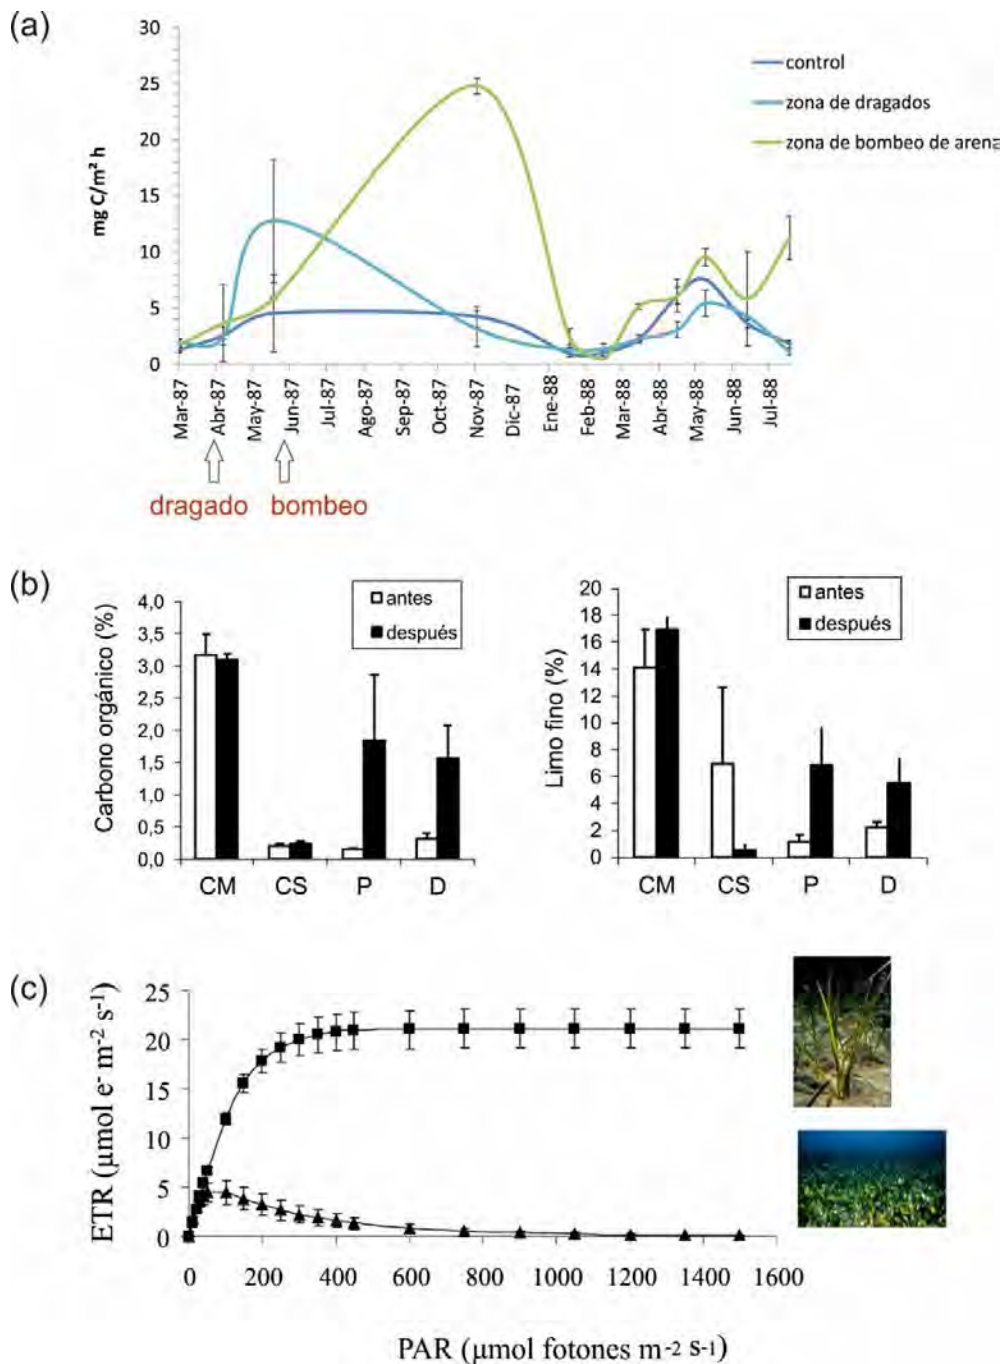 (a)
30
25
20
15
10
5
0
mg C/m² h
control
zona de dragados
zona de bombeo de arena
Mar-87
Abr-87
May-87
Jun-87
Jul-87
Ago-87
Sep-87
Oct-87
Nov-87
Dic-87
Ene-88
Feb-88
Mar-88
Abr-88
May-88
Jun-88
Jul-88
dragado bombeo
(b)
Carbono orgánico (%)
4,0
3,5
3,0
2,5
2,0
1,5
1,0
0,5
0,0
antes
después
CM CS P D
Limo fino (%)
20
18
16
14
12
10
8
6
4
2
0
antes
después
CM CS P D
(c)
ETR (μmol e- m-2 s-1)
25
20
15
10
5
0
0 200 400 600 800 1000 1200 1400 1600
PAR (μmol fotones m-2 s-1)